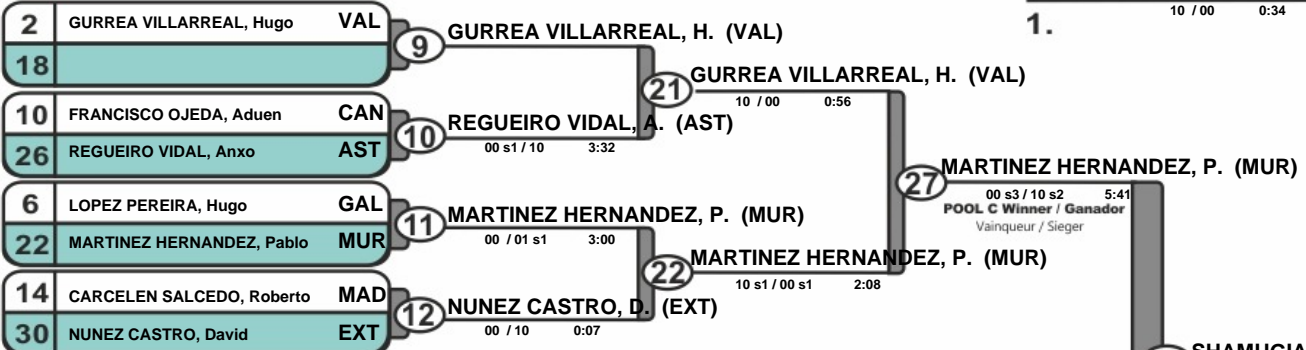 2 GURREA VILLARREAL, Hugo VAL
18
9 GURREA VILLARREAL, H. (VAL)
10 FRANCISCO OJEDA, Aduen CAN
26 REGUEIRO VIDAL, Anxo AST
10 REGUEIRO VIDAL, A. (AST)
00 s1 / 10 3:32
21 GURREA VILLARREAL, H. (VAL)
10 / 00 0:56
6 LOPEZ PEREIRA, Hugo GAL
22 MARTINEZ HERNANDEZ, Pablo MUR
11 MARTINEZ HERNANDEZ, P. (MUR)
00 / 01 s1 3:00
14 CARCELEN SALCEDO, Roberto MAD
30 NUNEZ CASTRO, David EXT
12 NUNEZ CASTRO, D. (EXT)
00 / 10 0:07
22 MARTINEZ HERNANDEZ, P. (MUR)
10 s1 / 00 s1 2:08
27 MARTINEZ HERNANDEZ, P. (MUR)
00 s3 / 10 s2 5:41
POOL C Winner / Ganador
Vainqueur / Sieger
10 / 00 0:34
1.